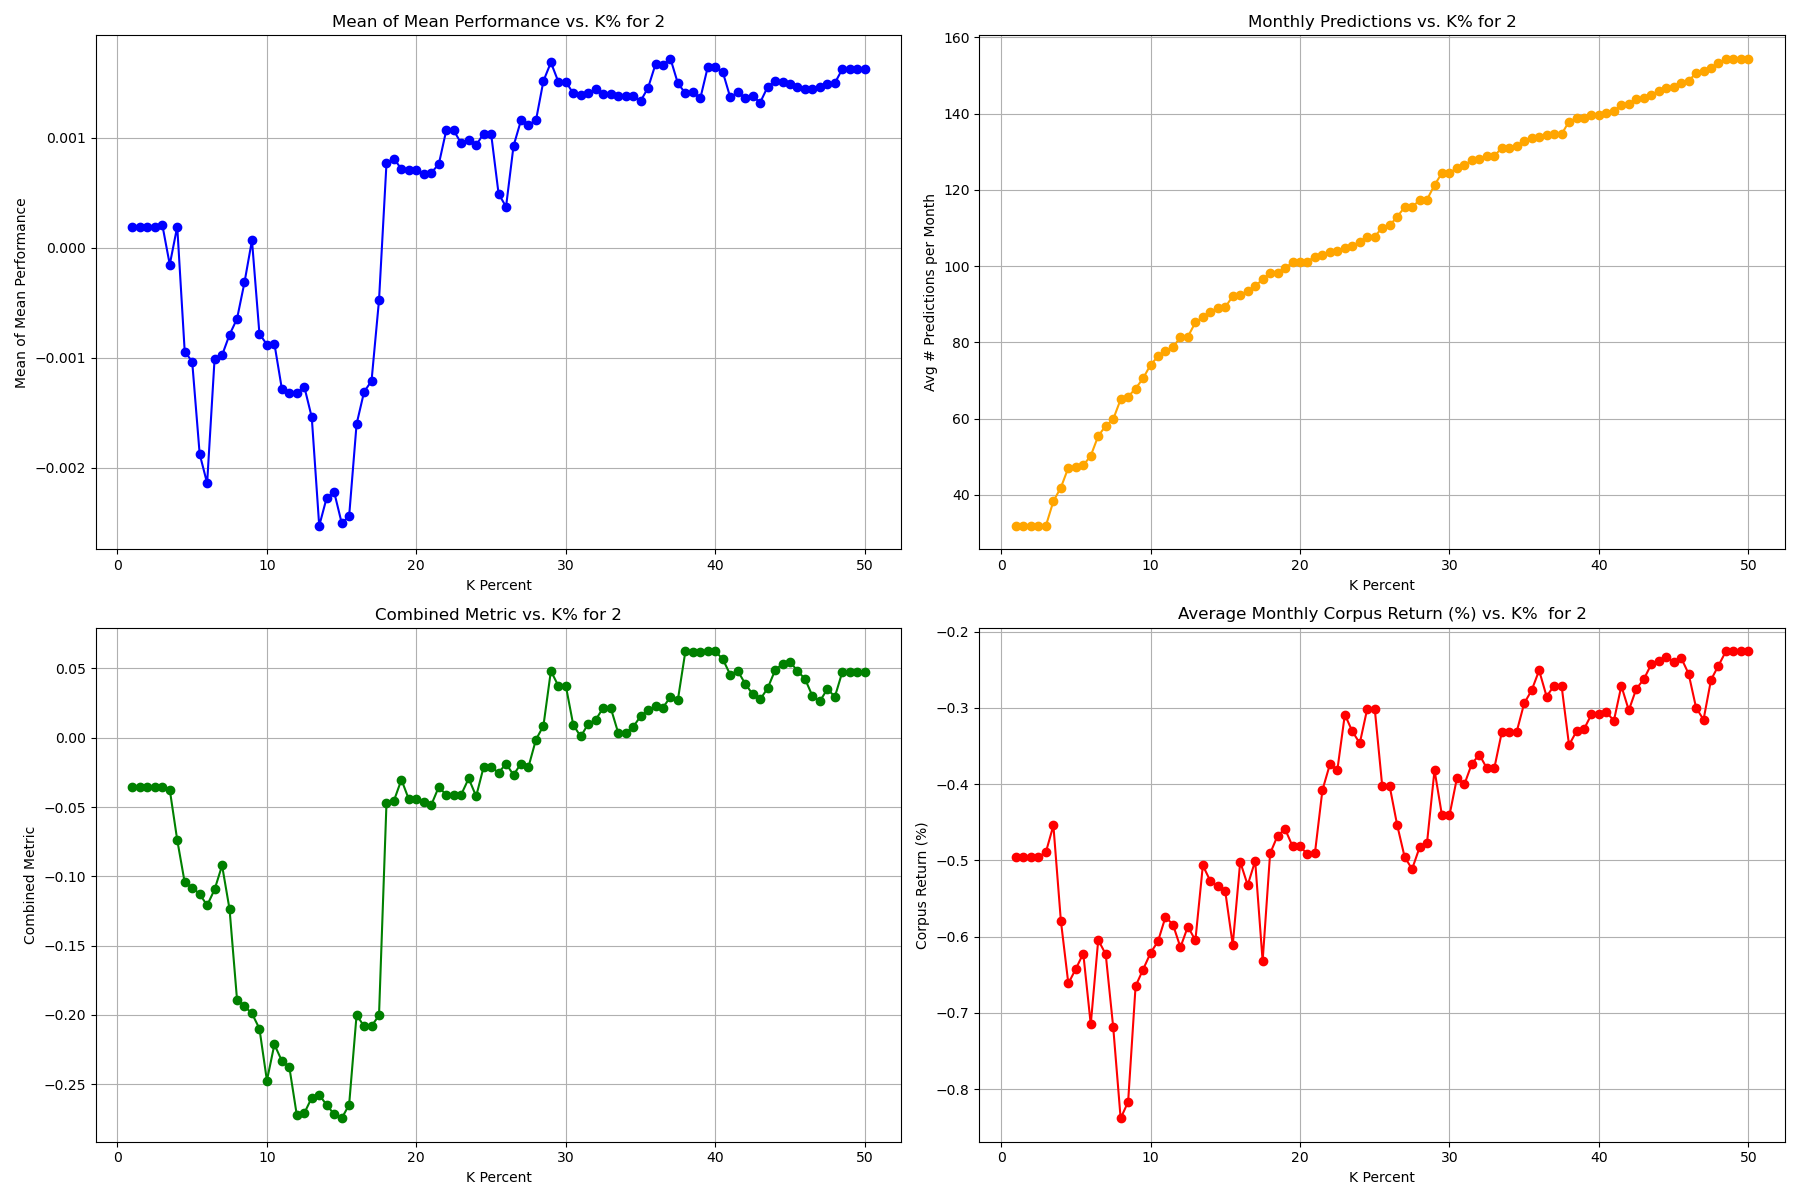 Mean of Mean Performance vs. K% for 2
Mean of Mean Performance
0.001
0.000
−0.001
−0.002
0 10 20 30 40 50
K Percent
Monthly Predictions vs. K% for 2
Avg # Predictions per Month
160
140
120
100
80
60
40
0 10 20 30 40 50
K Percent
Combined Metric vs. K% for 2
Combined Metric
0.05
0.00
−0.05
−0.10
−0.15
−0.20
−0.25
0 10 20 30 40 50
K Percent
Average Monthly Corpus Return (%) vs. K%  for 2
Corpus Return (%)
−0.2
−0.3
−0.4
−0.5
−0.6
−0.7
−0.8
0 10 20 30 40 50
K Percent